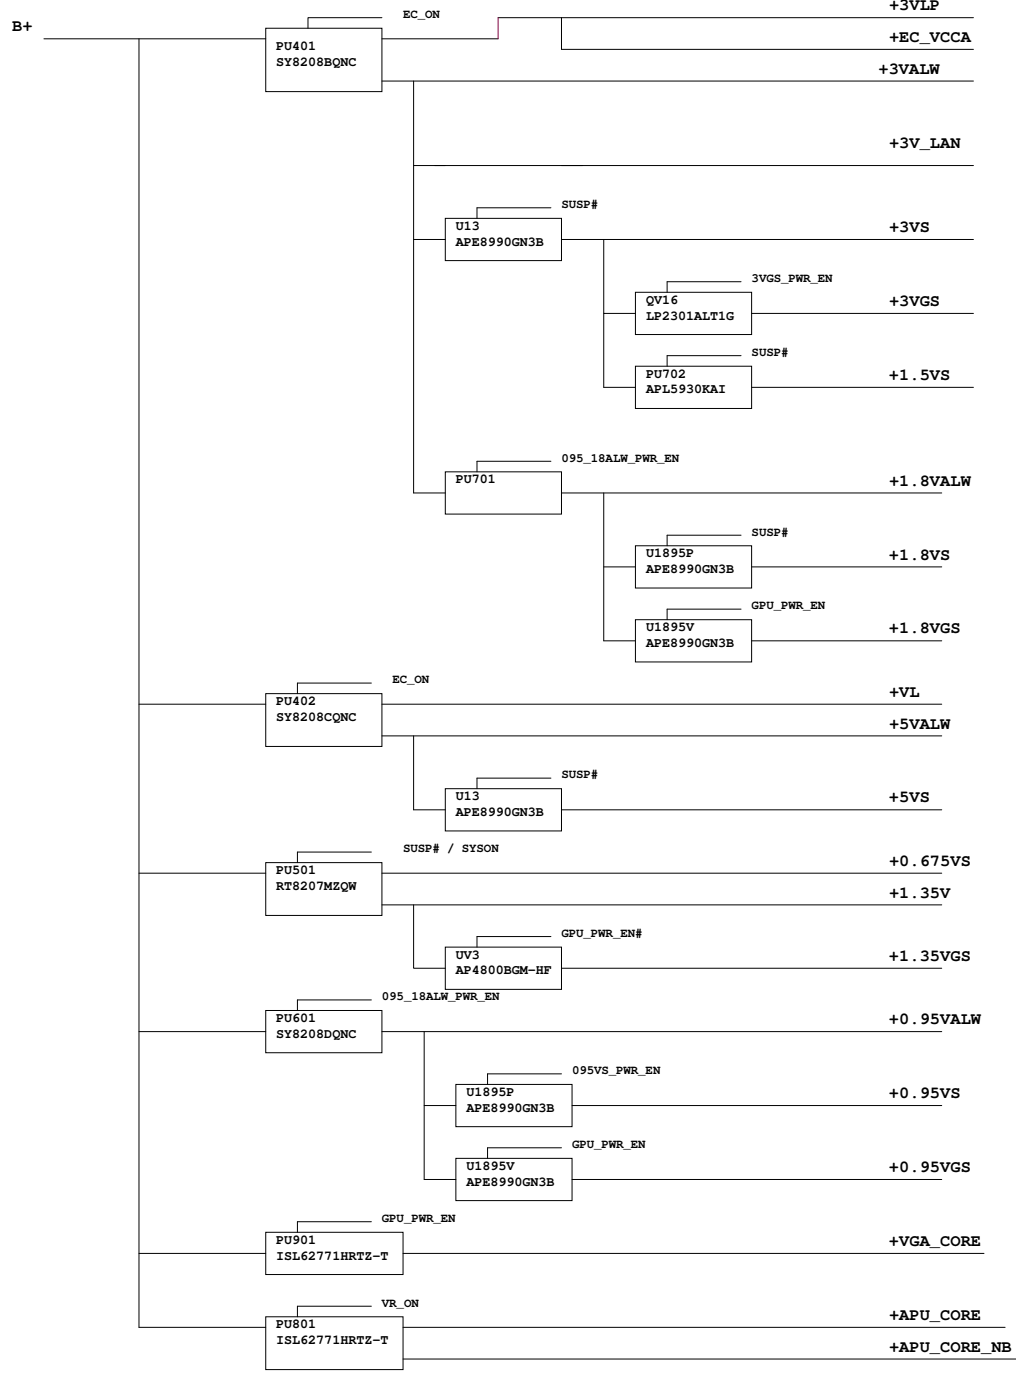 +3VLP
EC_ON
B+
+EC_VCCA
PU401
SY8208BQNC
+3VALW
+3V_LAN
SUSP#
U13
APE8990GN3B
+3VS
3VGS_PWR_EN
QV16
LP2301ALT1G
+3VGS
SUSP#
PU702
APL5930KAI
+1.5VS
095_18ALW_PWR_EN
PU701
+1.8VALW
SUSP#
U1895P
APE8990GN3B
+1.8VS
GPU_PWR_EN
U1895V
APE8990GN3B
+1.8VGS
EC_ON
PU402
SY8208CQNC
+VL
+5VALW
SUSP#
U13
APE8990GN3B
+5VS
SUSP# / SYSON
PU501
RT8207MZQW
+0.675VS
+1.35V
GPU_PWR_EN#
UV3
AP4800BGM-HF
+1.35VGS
095_18ALW_PWR_EN
PU601
SY8208DQNC
+0.95VALW
095VS_PWR_EN
U1895P
APE8990GN3B
+0.95VS
GPU_PWR_EN
U1895V
APE8990GN3B
+0.95VGS
GPU_PWR_EN
PU901
ISL62771HRTZ-T
+VGA_CORE
VR_ON
PU801
ISL62771HRTZ-T
+APU_CORE
+APU_CORE_NB